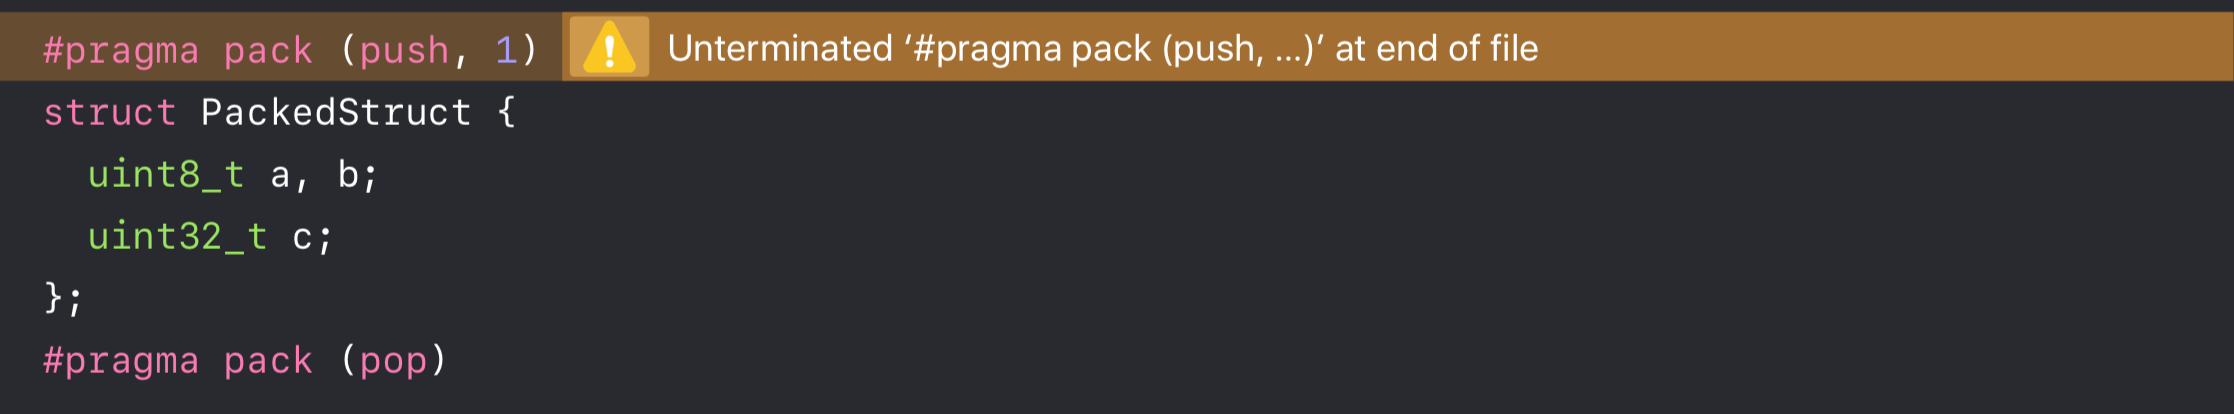 #pragma pack (push, 1) Unterminated ‘#pragma pack (push, ...)’ at end of file
struct PackedStruct {
  uint8_t a, b;
  uint32_t c;
};
#pragma pack (pop)